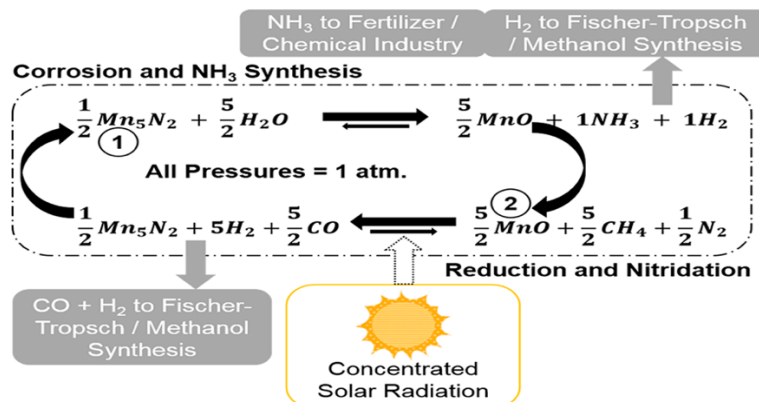 NH₃ to Fertilizer /
Chemical Industry
H₂ to Fischer-Tropsch
/ Methanol Synthesis
Corrosion and NH₃ Synthesis
1/2 Mn₅N₂ + 5/2 H₂O
5/2 MnO + 1NH₃ + 1H₂
1
All Pressures = 1 atm.
2
1/2 Mn₅N₂ + 5H₂ + 5/2 CO
5/2 MnO + 5/2 CH₄ + 1/2 N₂
Reduction and Nitridation
CO + H₂ to Fischer-
Tropsch / Methanol
Synthesis
Concentrated
Solar Radiation